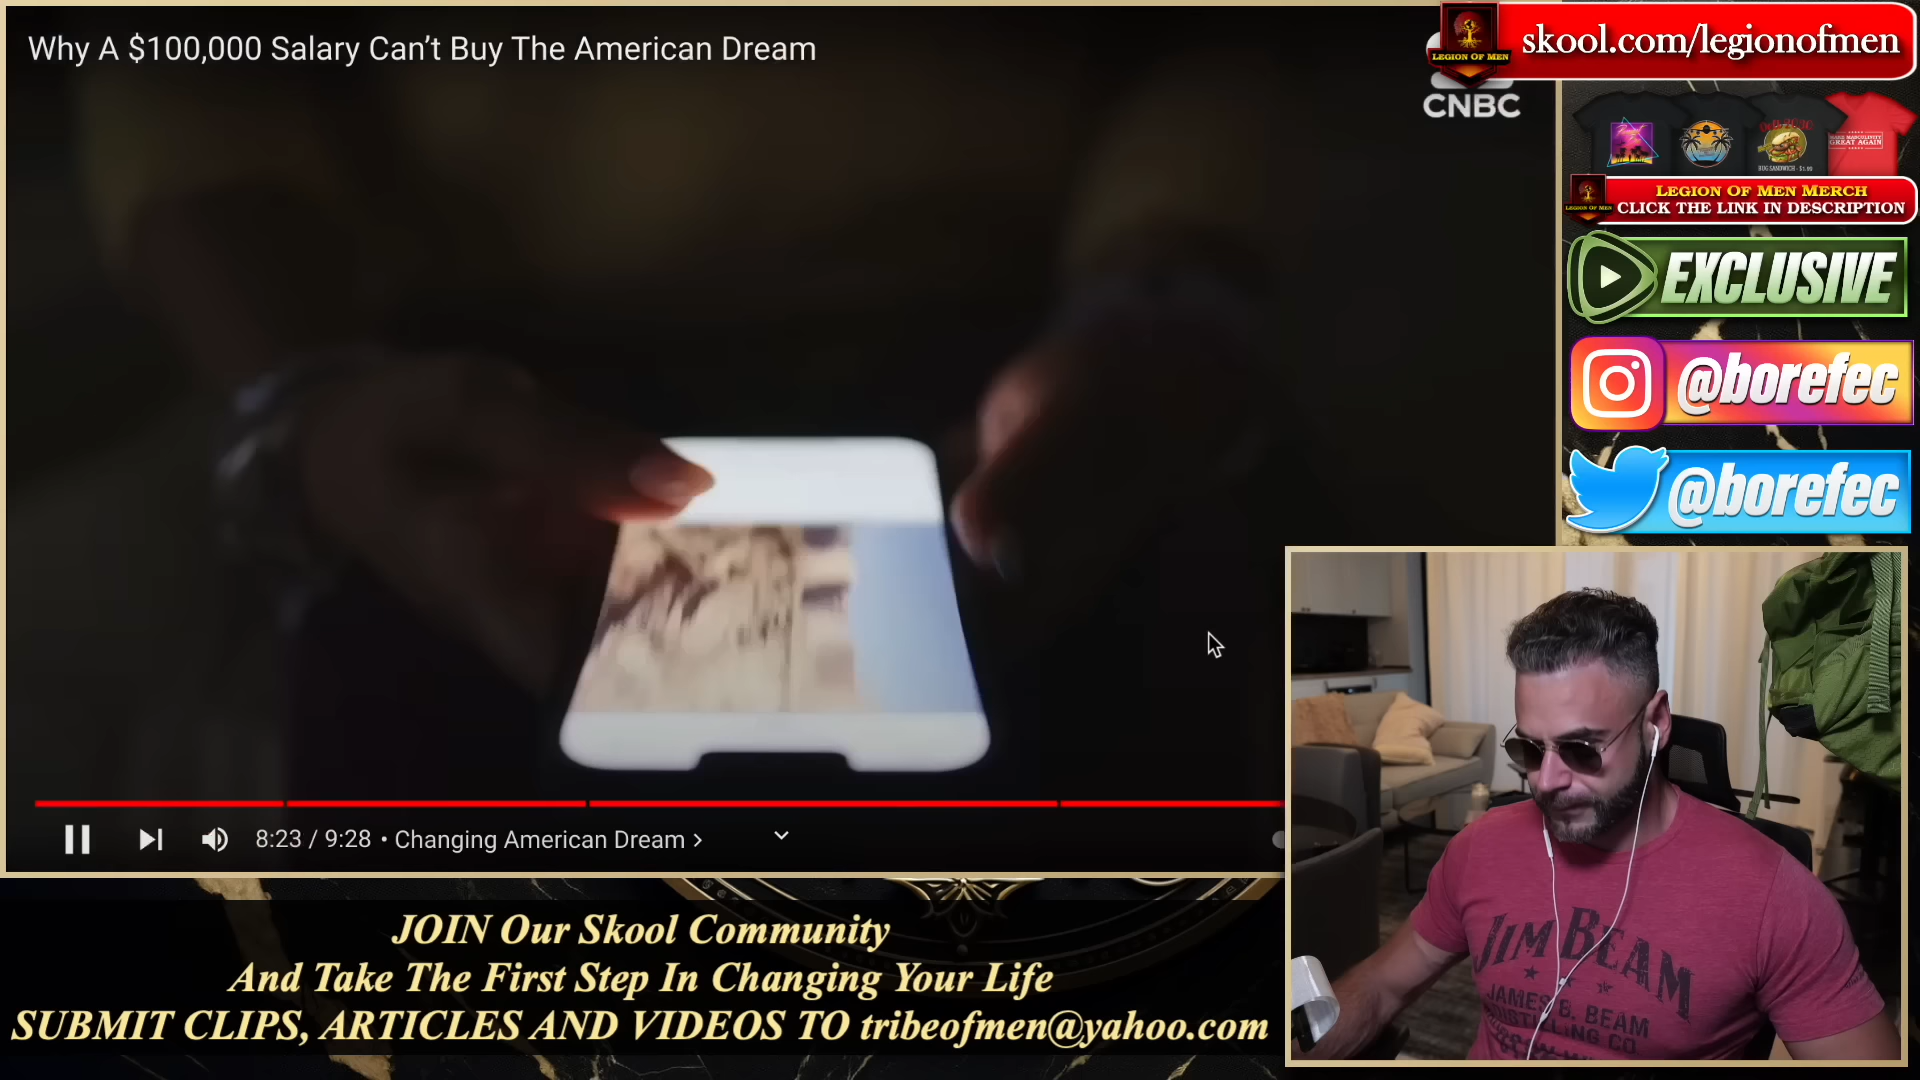 Why A $100,000 Salary Can't Buy The American Dream
CNBC
LEGION OF MEN
skool.com/legionofmen
GREAT AGAIN
LEGION OF MEN MERCH
CLICK THE LINK IN DESCRIPTION
EXCLUSIVE
@borefec
@borefec
8:23 / 9:28 • Changing American Dream
JIM BEAM
JAMES B. BEAM
JOIN Our Skool Community
And Take The First Step In Changing Your Life
SUBMIT CLIPS, ARTICLES AND VIDEOS TO tribeofmen@yahoo.com